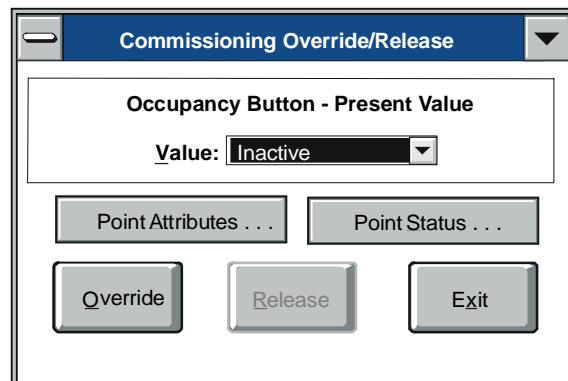 Commissioning Override/Release
Occupancy Button - Present Value
Value: Inactive
Point Attributes . . .
Point Status . . .
Override
Release
Exit